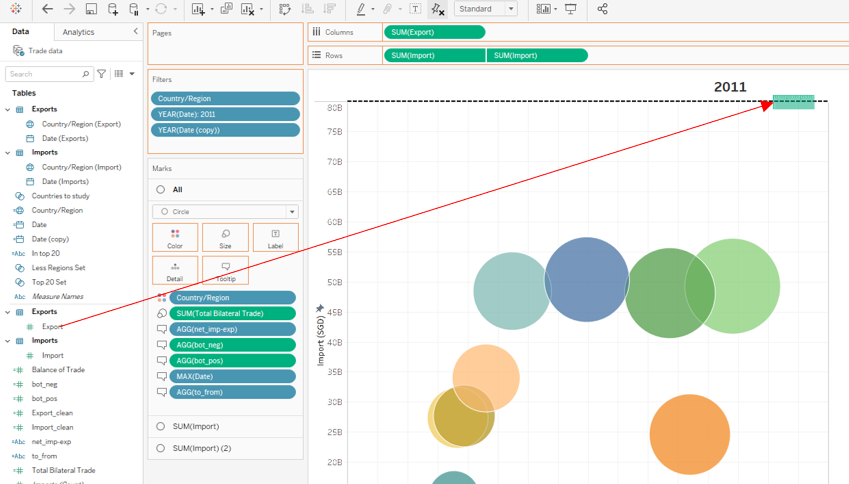 Standard
Data
Analytics
Trade data
Search
Tables
Exports
Country/Region (Export)
Date (Exports)
Imports
Country/Region (Import)
Date (Imports)
Countries to study
Country/Region
Date
Date (copy)
Abc In top 20
Less Regions Set
Top 20 Set
Abc Measure Names
Exports
Export
Imports
Import
Balance of Trade
bot_neg
bot_pos
Export_clean
Import_clean
Abc net_imp-exp
Abc to_from
Total Bilateral Trade
Pages
Filters
Country/Region
YEAR(Date): 2011
YEAR(Date (copy))
Marks
All
Circle
Color
Size
Label
Detail
Tooltip
Country/Region
SUM(Total Bilateral Trade)
AGG(net_imp-exp)
AGG(bot_neg)
AGG(bot_pos)
MAX(Date)
AGG(to_from)
SUM(Import)
SUM(Import) (2)
Columns
SUM(Export)
Rows
SUM(Import)
SUM(Import)
2011
80B
75B
70B
65B
60B
55B
50B
45B
40B
35B
30B
25B
20B
Import (SGD)